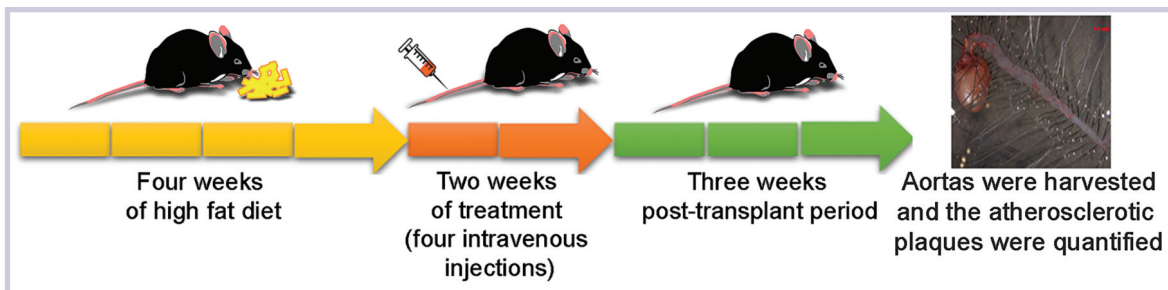 Four weeks
of high fat diet
Two weeks
of treatment
(four intravenous
injections)
Three weeks
post-transplant period
Aortas were harvested
and the atherosclerotic
plaques were quantified